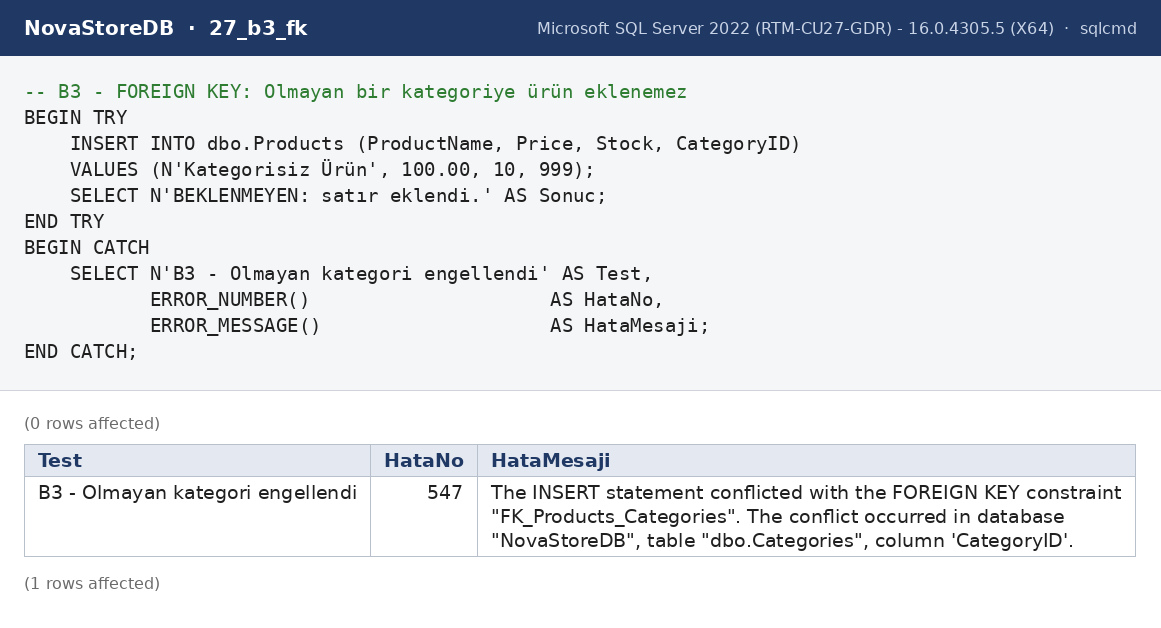 NovaStoreDB · 27_b3_fk
Microsoft SQL Server 2022 (RTM-CU27-GDR) - 16.0.4305.5 (X64) · sqlcmd
-- B3 - FOREIGN KEY: Olmayan bir kategoriye ürün eklenemez
BEGIN TRY
    INSERT INTO dbo.Products (ProductName, Price, Stock, CategoryID)
    VALUES (N'Kategorisiz Ürün', 100.00, 10, 999);
    SELECT N'BEKLENMEYEN: satır eklendi.' AS Sonuc;
END TRY
BEGIN CATCH
    SELECT N'B3 - Olmayan kategori engellendi' AS Test,
           ERROR_NUMBER()                     AS HataNo,
           ERROR_MESSAGE()                    AS HataMesaji;
END CATCH;
(0 rows affected)
Test HataNo HataMesaji
B3 - Olmayan kategori engellendi 547 The INSERT statement conflicted with the FOREIGN KEY constraint
"FK_Products_Categories". The conflict occurred in database
"NovaStoreDB", table "dbo.Categories", column 'CategoryID'.
(1 rows affected)